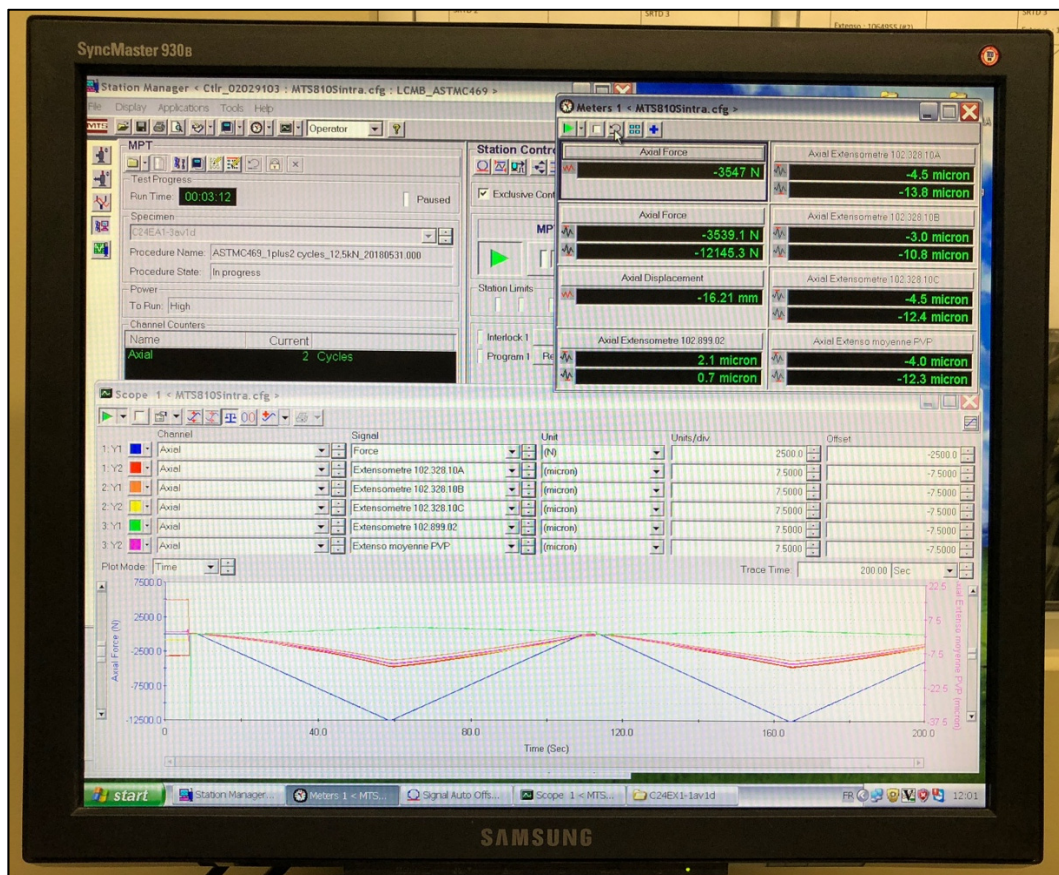 SRTD 2
SRTD 3
SRTD 3
Extenso : 1064955 (#2)
SyncMaster 930B
Station Manager < Ctlr_02029103 : MTS810Sintra.cfg : LCMB_ASTMC469 >
File Display Applications Tools Help
MTS
Operator
MPT
Test Progress
Run Time: 00:03:12
Paused
Specimen
C24EA1-3av1d
Procedure Name: ASTMC469_1plus2 cycles_12.5kN_20180531.000
Procedure State: In progress
Power
To Run: High
Channel Counters
Name Current
Axial 2 Cycles
Station Contr
Exclusive Cont
MP
Station Limits
Interlock 1
Program 1 Re
Meters 1 < MTS810Sintra.cfg >
Axial Force
-3547 N
Axial Extensometre 102.328.10A
-4.5 micron
-13.8 micron
Axial Force
-3539.1 N
-12145.3 N
Axial Extensometre 102.328.10B
-3.0 micron
-10.8 micron
Axial Displacement
-16.21 mm
Axial Extensometre 102.328.10C
-4.5 micron
-12.4 micron
Axial Extensometre 102.899.02
2.1 micron
0.7 micron
Axial Extenso moyenne PVP
-4.0 micron
-12.3 micron
Scope 1 < MTS810Sintra.cfg >
Channel Signal Unit Units/div Offset
1:Y1 Axial Force (N) 2500.0 -2500.0
1:Y2 Axial Extensometre 102.328.10A (micron) 7.5000 -7.5000
2:Y1 Axial Extensometre 102.328.10B (micron) 7.5000 -7.5000
2:Y2 Axial Extensometre 102.328.10C (micron) 7.5000 -7.5000
3:Y1 Axial Extensometre 102.899.02 (micron) 7.5000 -7.5000
3:Y2 Axial Extenso moyenne PVP (micron) 7.5000 -7.5000
Plot Mode: Time
Trace Time: 200.00 Sec
7500.0
2500.0
-2500.0
-7500.0
-12500.0
Axial Force (N)
22.5
7.5
-7.5
-22.5
-37.5
Axial Extenso moyenne PVP (micron)
0 40.0 80.0 120.0 160.0 200.0
Time (Sec)
start
Station Manager...
Meters 1 < MTS...
Signal Auto Offs...
Scope 1 < MTS...
C24EX1-1av1d
FR
12:01
SAMSUNG